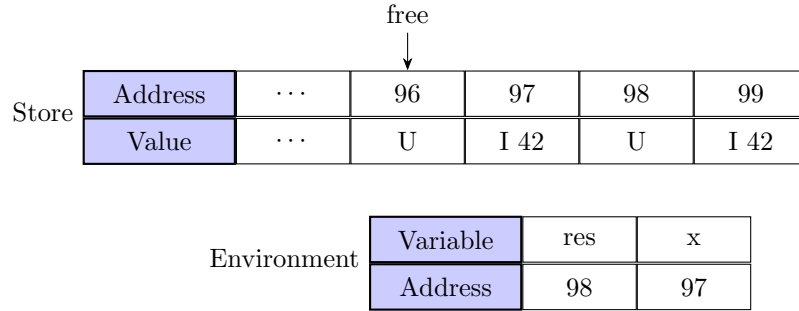 free
Store
Address ··· 96 97 98 99
Value ··· U I 42 U I 42
Environment
Variable res x
Address 98 97